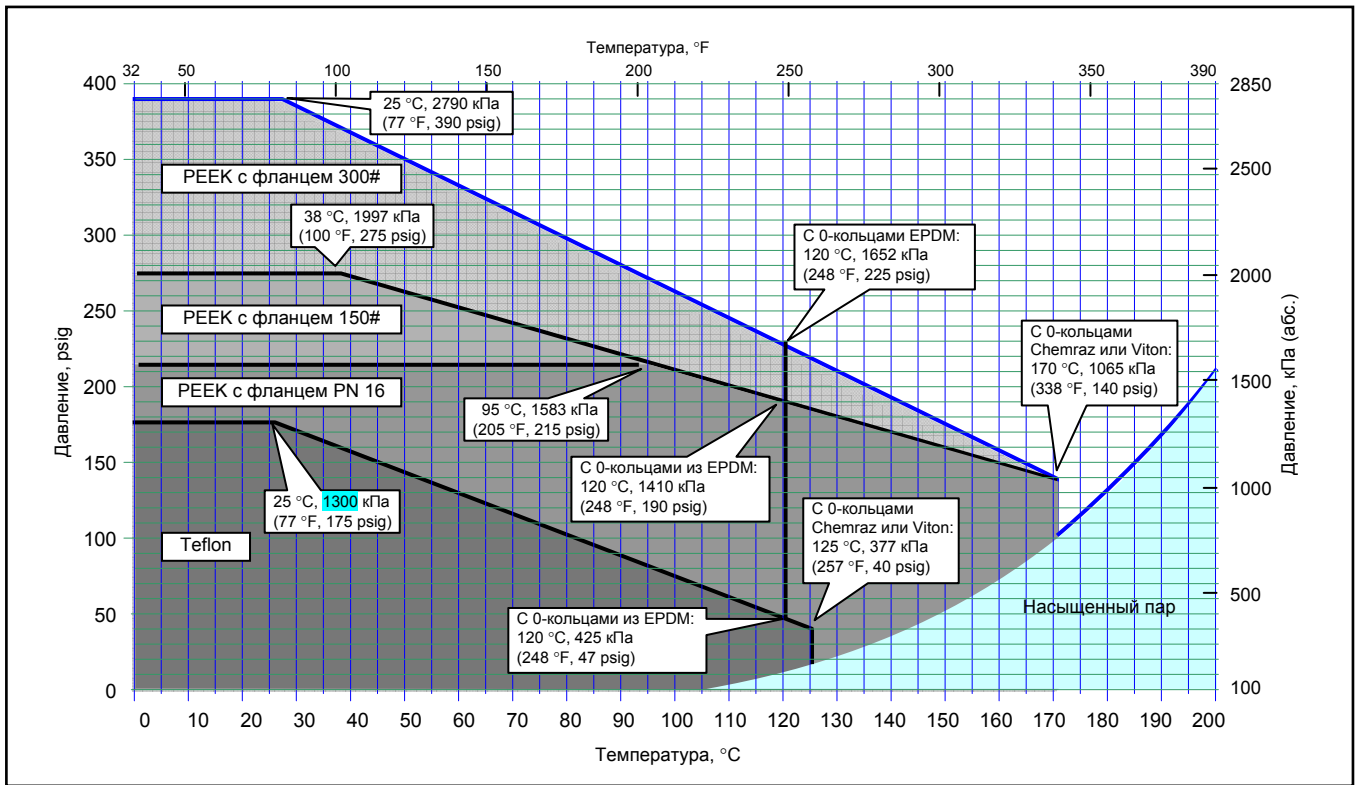 Температура, °F
32 50 100 150 200 250 300 350 390
400 2850
25 °C, 2790 кПа
(77 °F, 390 psig)
350 2500
PEEK с фланцем 300#
38 °C, 1997 кПа
(100 °F, 275 psig)
С 0-кольцами EPDM:
120 °C, 1652 кПа
(248 °F, 225 psig)
300
2000
250
PEEK с фланцем 150#
С 0-кольцами
Chemraz или Viton:
170 °C, 1065 кПа
(338 °F, 140 psig)
Давление, psig
Давление, кПа (абс.)
200 1500
PEEK с фланцем PN 16
95 °C, 1583 кПа
(205 °F, 215 psig)
150
С 0-кольцами из EPDM:
120 °C, 1410 кПа
(248 °F, 190 psig)
25 °C, 1300 кПа
(77 °F, 175 psig)
1000
С 0-кольцами
Chemraz или Viton:
125 °C, 377 кПа
(257 °F, 40 psig)
100
Teflon
50 500
Насыщенный пар
С 0-кольцами из EPDM:
120 °C, 425 кПа
(248 °F, 47 psig)
0 100
0 10 20 30 40 50 60 70 80 90 100 110 120 130 140 150 160 170 180 190 200
Температура, °C